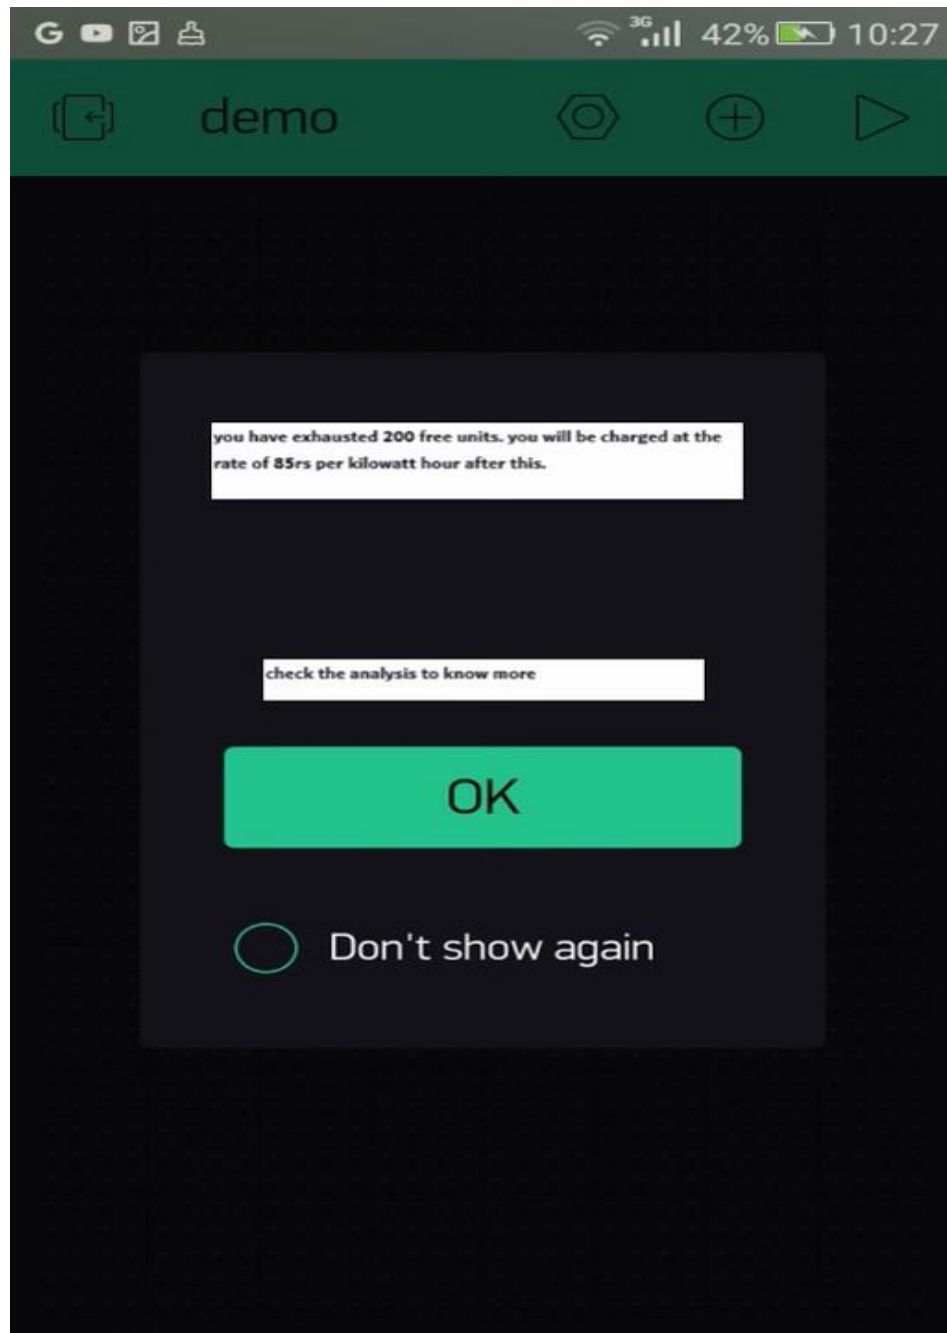 G 3G 42% 10:27
demo
you have exhausted 200 free units. you will be charged at the
rate of 85rs per kilowatt hour after this.
check the analysis to know more
OK
Don't show again